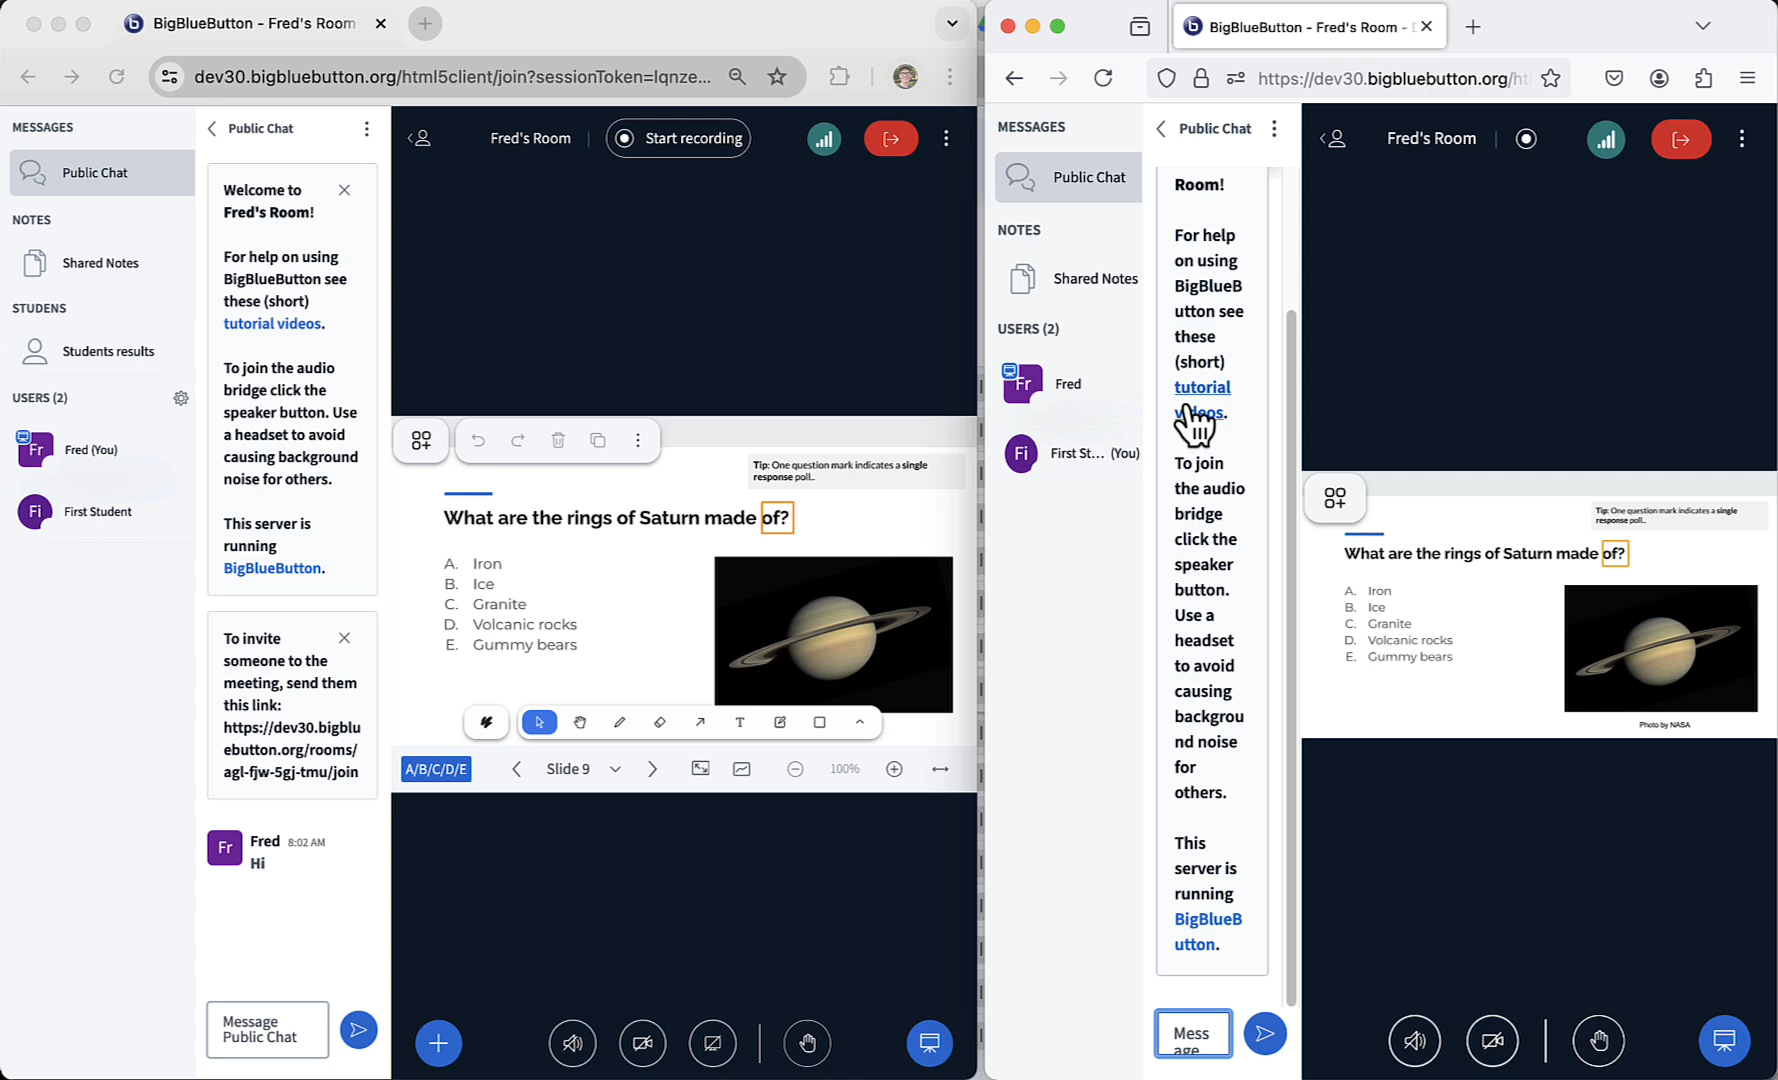 BigBlueButton - Fred's Room
dev30.bigbluebutton.org/html5client/join?sessionToken=lqnze...
MESSAGES
Public Chat
NOTES
Shared Notes
STUDENS
Students results
USERS (2)
Fr
Fred (You)
Fi
First Student
Public Chat
Welcome to
Fred's Room!
For help on using
BigBlueButton see
these (short)
tutorial videos.
To join the audio
bridge click the
speaker button. Use
a headset to avoid
causing background
noise for others.
This server is
running
BigBlueButton.
To invite
someone to the
meeting, send them
this link:
https://dev30.bigblu
ebutton.org/rooms/
agl-fjw-5gj-tmu/join
Fr
Fred 8:02 AM
Hi
Message
Public Chat
Fred's Room
Start recording
Tip: One question mark indicates a single
response poll..
What are the rings of Saturn made of?
A. Iron
B. Ice
C. Granite
D. Volcanic rocks
E. Gummy bears
T
A/B/C/D/E
Slide 9
100%
BigBlueButton - Fred's Room -
https://dev30.bigbluebutton.org/ht
MESSAGES
Public Chat
NOTES
Shared Notes
USERS (2)
Fr
Fred
Fi
First St... (You)
Public Chat
Room!
For help
on using
BigBlueB
utton see
these
(short)
tutorial
videos.
To join
the audio
bridge
click the
speaker
button.
Use a
headset
to avoid
causing
backgrou
nd noise
for
others.
This
server is
running
BigBlueB
utton.
Mess
age
Fred's Room
Tip: One question mark indicates a single
response poll..
What are the rings of Saturn made of?
A. Iron
B. Ice
C. Granite
D. Volcanic rocks
E. Gummy bears
Photo by NASA